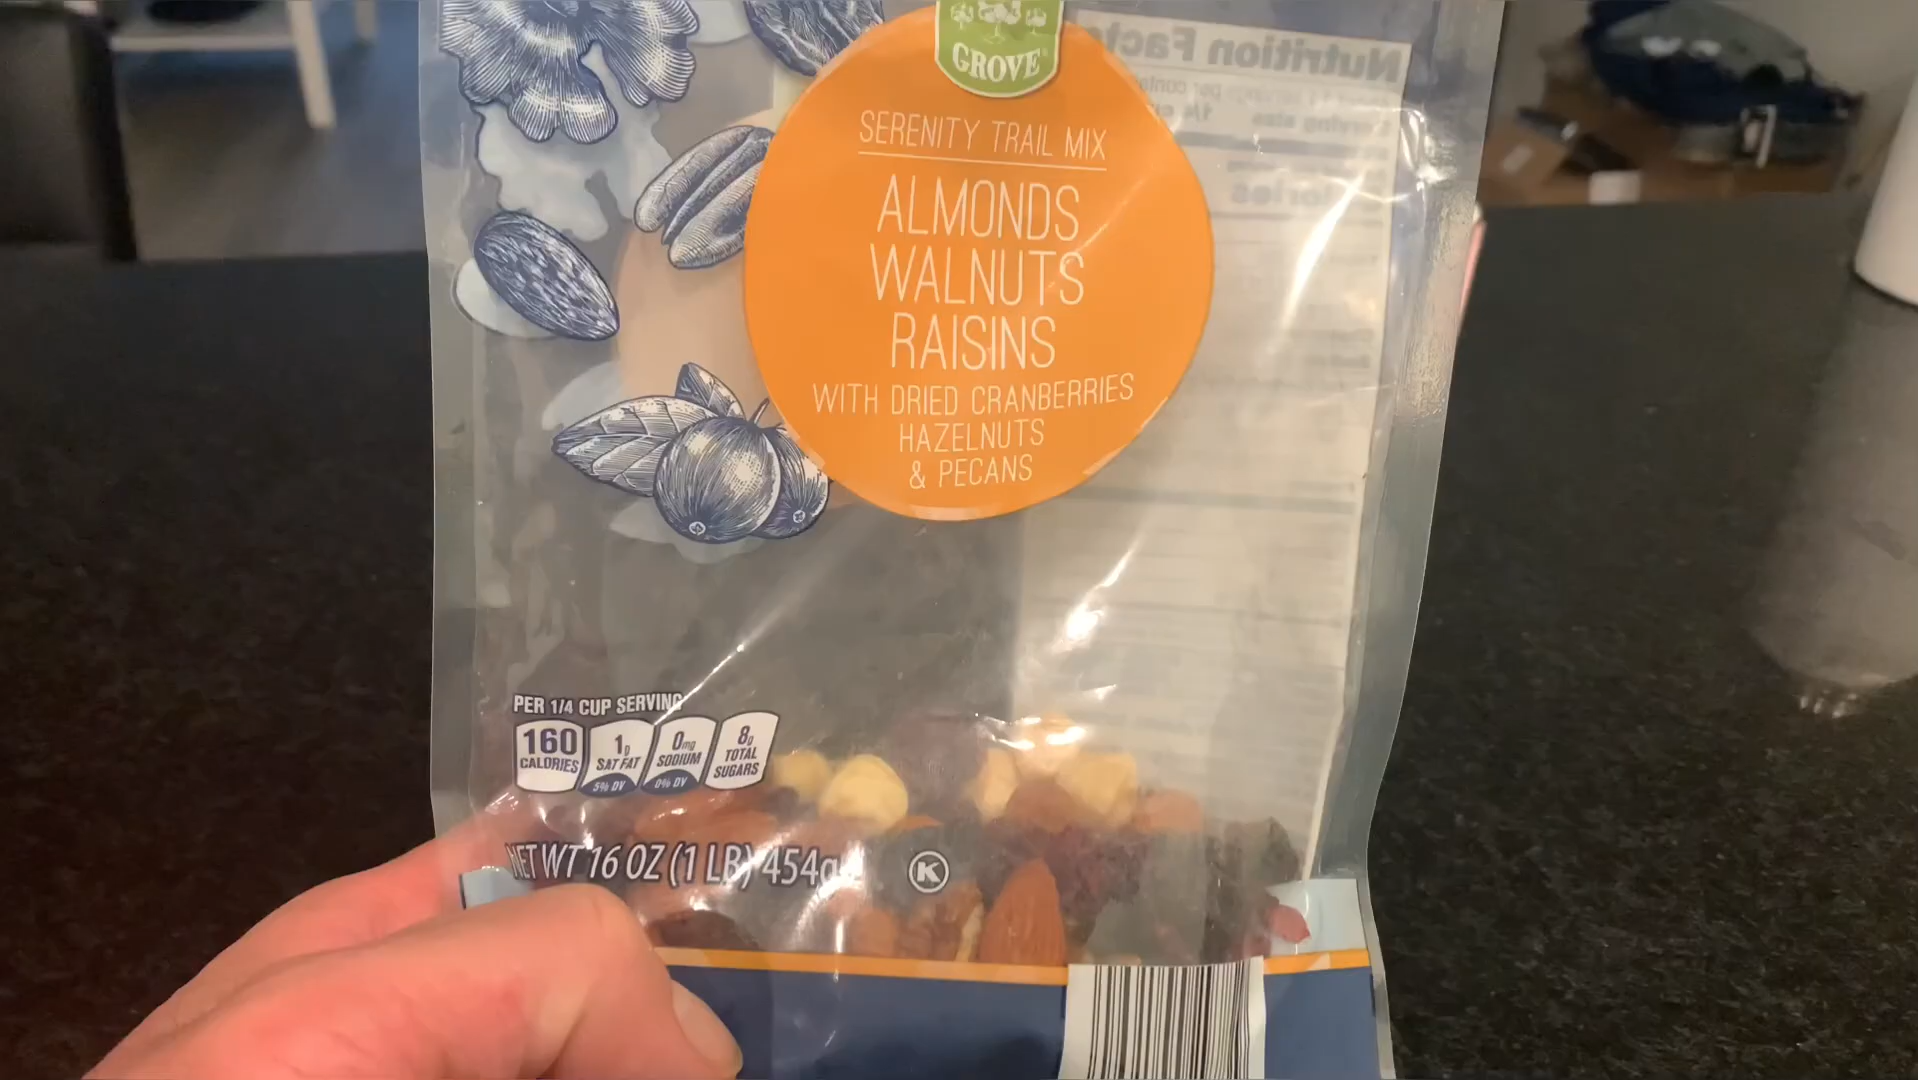 GROVE
SERENITY TRAIL MIX
ALMONDS
WALNUTS
RAISINS
WITH DRIED CRANBERRIES
HAZELNUTS
& PECANS
Nutrition Facts
Serving size
PER 1/4 CUP SERVING
160 CALORIES
1g SAT FAT 5% DV
0mg SODIUM 0% DV
8g TOTAL SUGARS
NET WT 16 OZ (1 LB) 454g
K